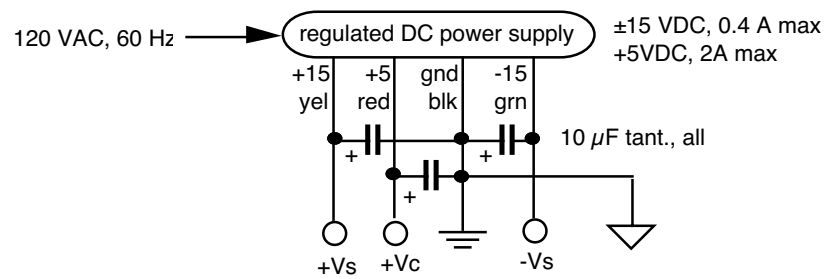 120 VAC, 60 Hz
regulated DC power supply
±15 VDC, 0.4 A max
+5VDC, 2A max
+15 +5 gnd -15
yel red blk grn
10 µF tant., all
+ +
+
+Vs +Vc -Vs